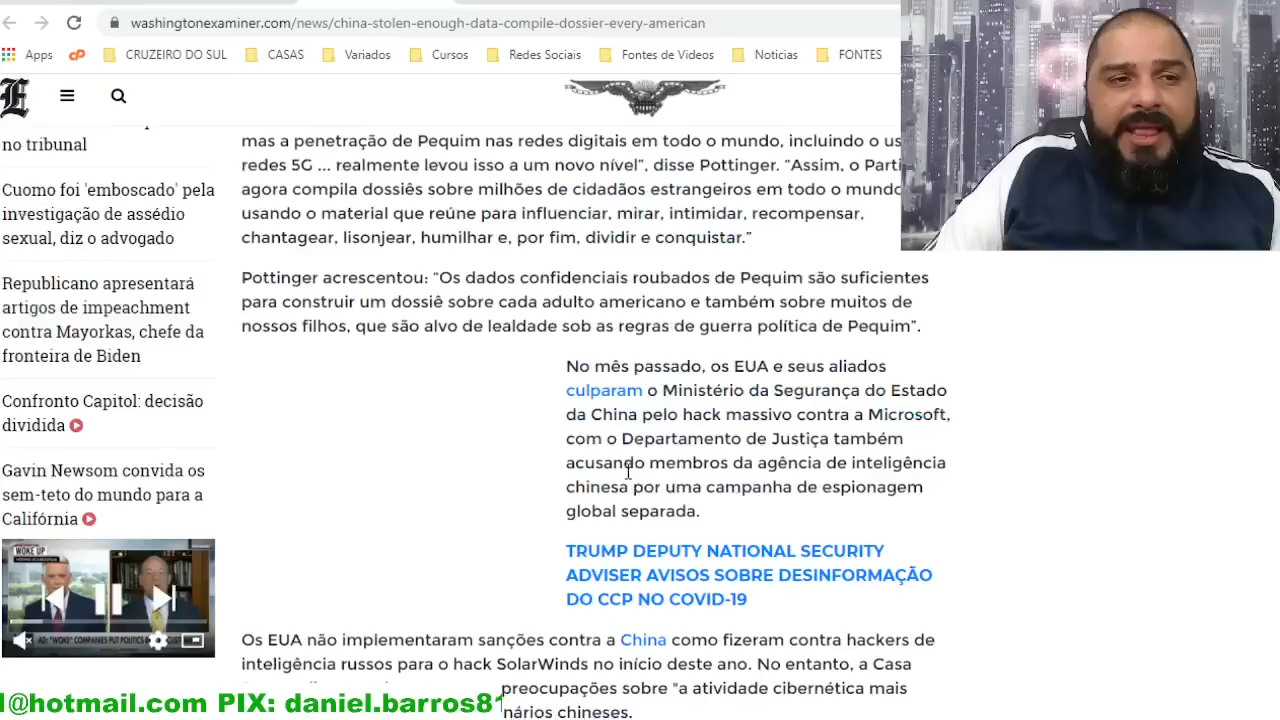 washingtonexaminer.com/news/china-stolen-enough-data-compile-dossier-every-american
Apps
CRUZEIRO DO SUL
CASAS
Variados
Cursos
Redes Sociais
Fontes de Videos
Noticias
FONTES
no tribunal
Cuomo foi 'emboscado' pela
investigação de assédio
sexual, diz o advogado
Republicano apresentará
artigos de impeachment
contra Mayorkas, chefe da
fronteira de Biden
Confronto Capitol: decisão
dividida
Gavin Newsom convida os
sem-teto do mundo para a
Califórnia
WOKE UP
AD: "WOKE" COMPANIES PUT POLITICS
mas a penetração de Pequim nas redes digitais em todo o mundo, incluindo o us
redes 5G ... realmente levou isso a um novo nível”, disse Pottinger. “Assim, o Parti
agora compila dossiês sobre milhões de cidadãos estrangeiros em todo o mundo
usando o material que reúne para influenciar, mirar, intimidar, recompensar,
chantagear, lisonjear, humilhar e, por fim, dividir e conquistar.”
Pottinger acrescentou: “Os dados confidenciais roubados de Pequim são suficientes
para construir um dossiê sobre cada adulto americano e também sobre muitos de
nossos filhos, que são alvo de lealdade sob as regras de guerra política de Pequim”.
No mês passado, os EUA e seus aliados
culparam o Ministério da Segurança do Estado
da China pelo hack massivo contra a Microsoft,
com o Departamento de Justiça também
acusando membros da agência de inteligência
chinesa por uma campanha de espionagem
global separada.
TRUMP DEPUTY NATIONAL SECURITY
ADVISER AVISOS SOBRE DESINFORMAÇÃO
DO CCP NO COVID-19
Os EUA não implementaram sanções contra a China como fizeram contra hackers de
inteligência russos para o hack SolarWinds no início deste ano. No entanto, a Casa
preocupações sobre "a atividade cibernética mais
nários chineses.
l@hotmail.com PIX: daniel.barros81